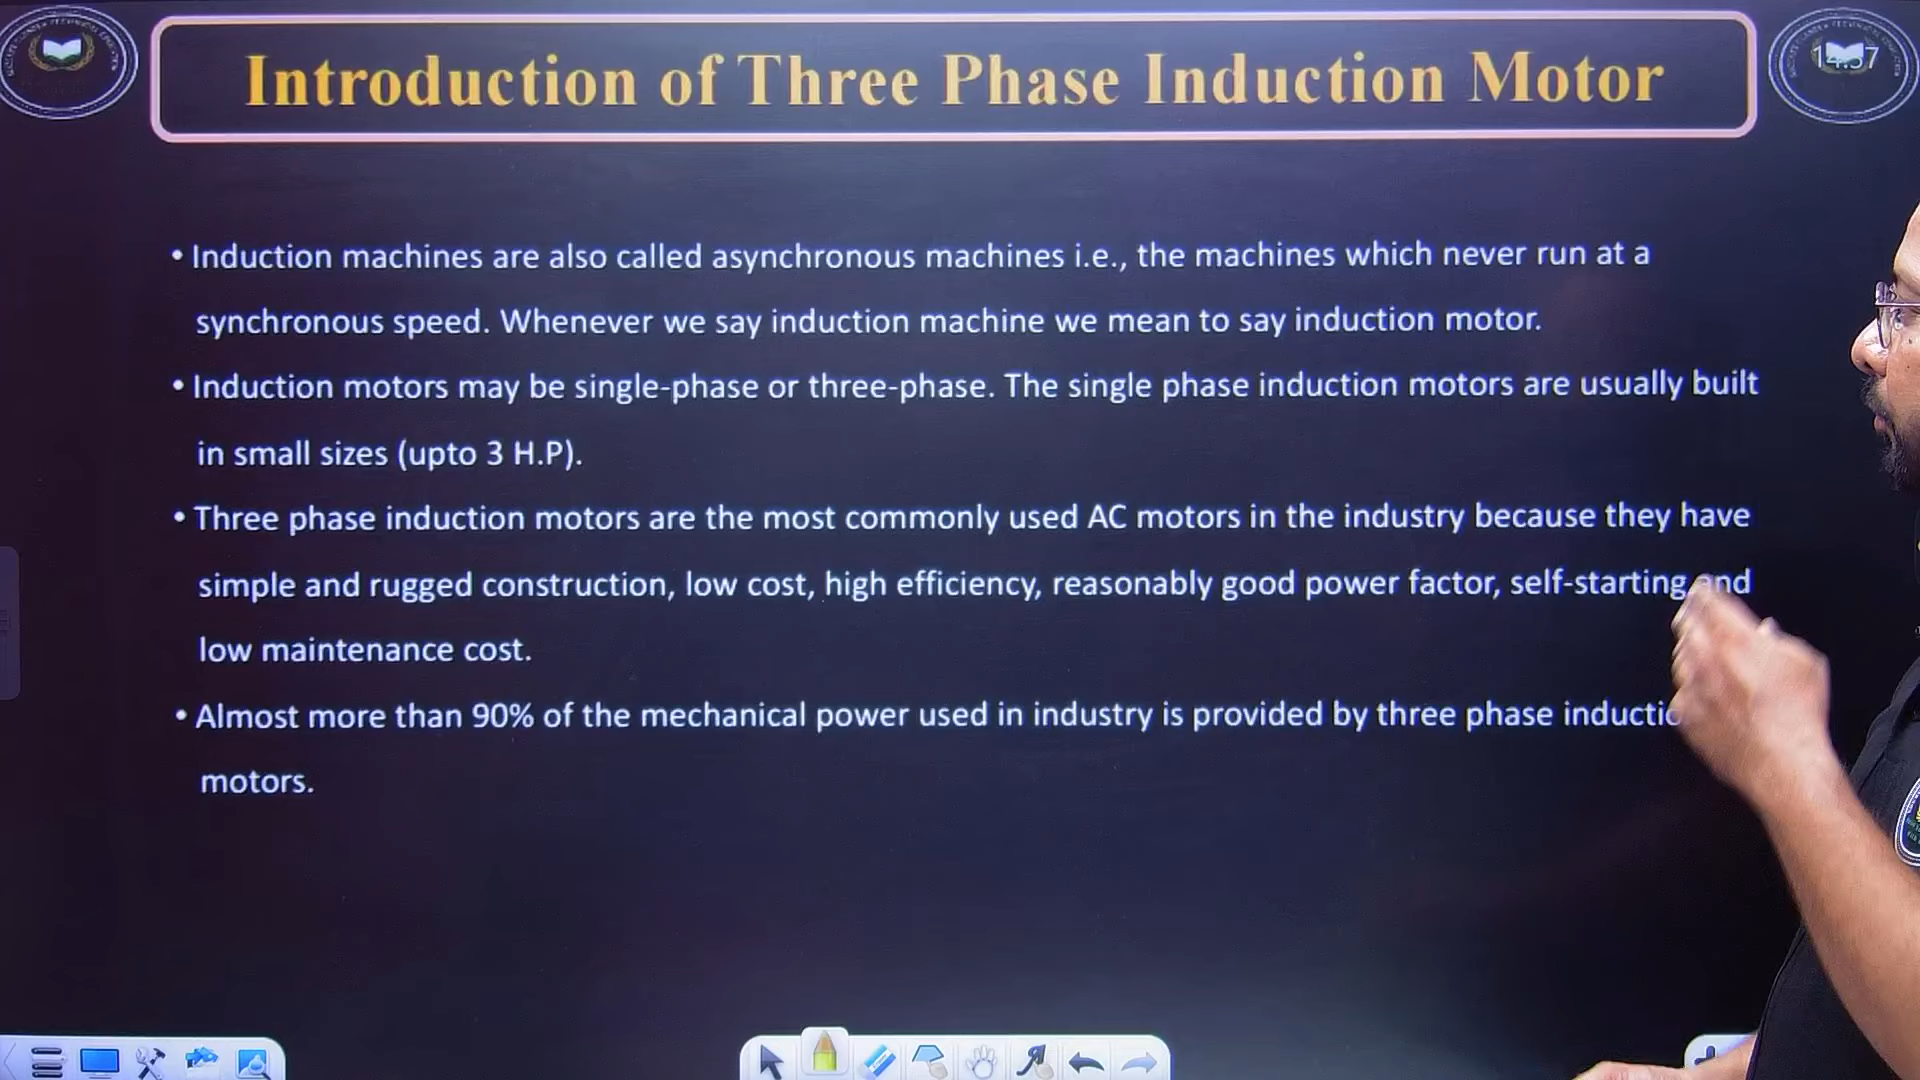 Introduction of Three Phase Induction Motor
• Induction machines are also called asynchronous machines i.e., the machines which never run at a
synchronous speed. Whenever we say induction machine we mean to say induction motor.
• Induction motors may be single-phase or three-phase. The single phase induction motors are usually built
in small sizes (upto 3 H.P).
• Three phase induction motors are the most commonly used AC motors in the industry because they have
simple and rugged construction, low cost, high efficiency, reasonably good power factor, self-starting and
low maintenance cost.
• Almost more than 90% of the mechanical power used in industry is provided by three phase inductio
motors.